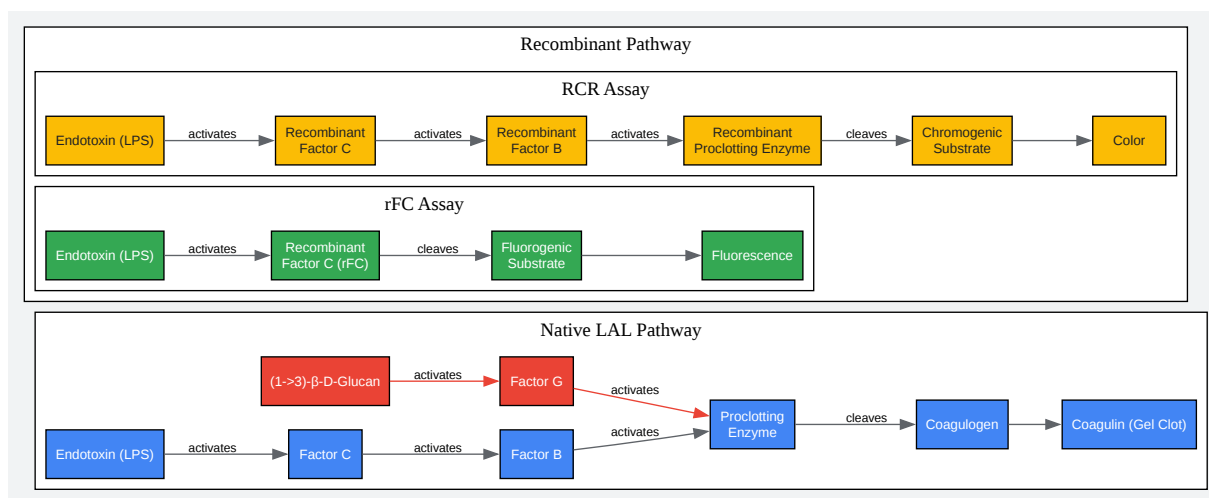 Recombinant Pathway
RCR Assay
Endotoxin (LPS)
activates
Recombinant
Factor C
activates
Recombinant
Factor B
activates
Recombinant
Proclotting Enzyme
cleaves
Chromogenic
Substrate
Color
rFC Assay
Endotoxin (LPS)
activates
Recombinant
Factor C (rFC)
cleaves
Fluorogenic
Substrate
Fluorescence
Native LAL Pathway
(1->3)-β-D-Glucan
activates
Factor G
activates
Endotoxin (LPS)
activates
Factor C
activates
Factor B
activates
Proclotting
Enzyme
cleaves
Coagulogen
Coagulin (Gel Clot)